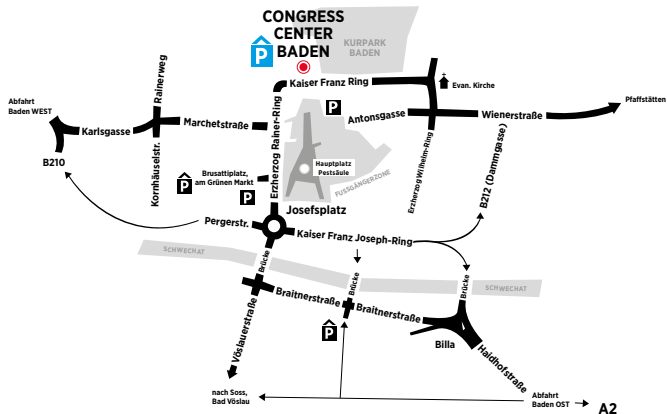 CONGRESS
CENTER
BADEN
P
KURPARK
BADEN
Kaiser Franz Ring
Evan. Kirche
Rainerweg
Abfahrt
Baden WEST
P
Antonsgasse
Wienerstraße
Pfaffstätten
Karlsgasse
Marchetstraße
B210
Kornhäuselstr.
Erzherzog Rainer-Ring
Hauptplatz
Pestsäule
FUSSGÄNGERZONE
Erzherzog Wilhelm-Ring
B212 (Dammgasse)
P
Brusattiplatz,
am Grünen Markt
P
Josefsplatz
Pergerstr.
Kaiser Franz Joseph-Ring
SCHWECHAT
Brücke
Brücke
Brücke
SCHWECHAT
Vöslauerstraße
Braitnerstraße
Braitnerstraße
P
Billa
Haidhofstraße
nach Soss,
Bad Vöslau
Abfahrt
Baden OST
A2